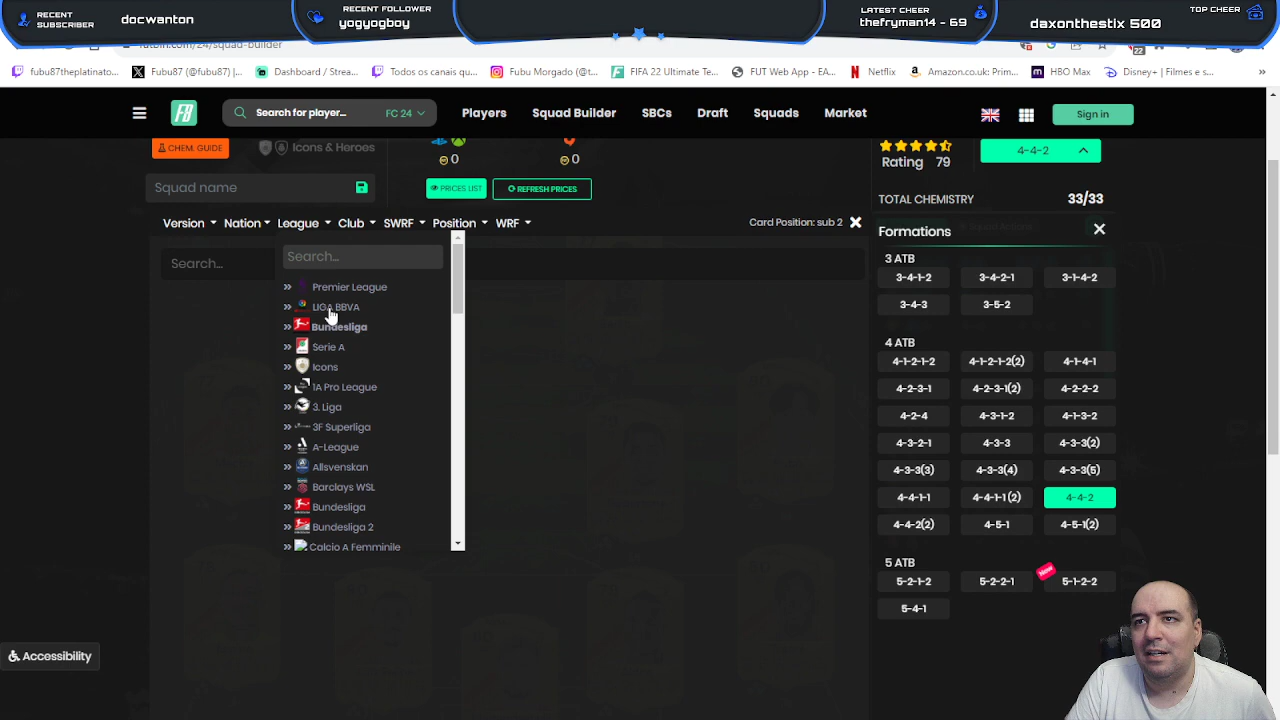 RECENT SUBSCRIBER
docwanton
RECENT FOLLOWER
yogyogboy
LATEST CHEER
thefryman14 - 69
TOP CHEER
daxonthestix 500
futbin.com/24/squad-builder
22
fubu87theplatinato...
Fubu87 (@fubu87) |...
Dashboard / Strea...
Todos os canais qu...
Fubu Morgado (@t...
FIFA 22 Ultimate Te...
FUT Web App - EA...
Netflix
Amazon.co.uk: Prim...
HBO Max
Disney+ | Filmes e s...
»
Search for player...
FC 24
Players
Squad Builder
SBCs
Draft
Squads
Market
Sign in
CHEM. GUIDE
Icons & Heroes
0
0
Rating 79
4-4-2
Squad name
PRICES LIST
REFRESH PRICES
TOTAL CHEMISTRY 33/33
Version
Nation
League
Club
SWRF
Position
WRF
Card Position: sub 2
Search...
Search...
» Premier League
» LIGA BBVA
» Bundesliga
» Serie A
» Icons
» 1A Pro League
» 3. Liga
» 3F Superliga
» A-League
» Allsvenskan
» Barclays WSL
» Bundesliga
» Bundesliga 2
» Calcio A Femminile
Formations
3 ATB
3-4-1-2 3-4-2-1 3-1-4-2
3-4-3 3-5-2
4 ATB
4-1-2-1-2 4-1-2-1-2(2) 4-1-4-1
4-2-3-1 4-2-3-1(2) 4-2-2-2
4-2-4 4-3-1-2 4-1-3-2
4-3-2-1 4-3-3 4-3-3(2)
4-3-3(3) 4-3-3(4) 4-3-3(5)
4-4-1-1 4-4-1-1 (2) 4-4-2
4-4-2(2) 4-5-1 4-5-1(2)
5 ATB
New
5-2-1-2 5-2-2-1 5-1-2-2
5-4-1
Accessibility